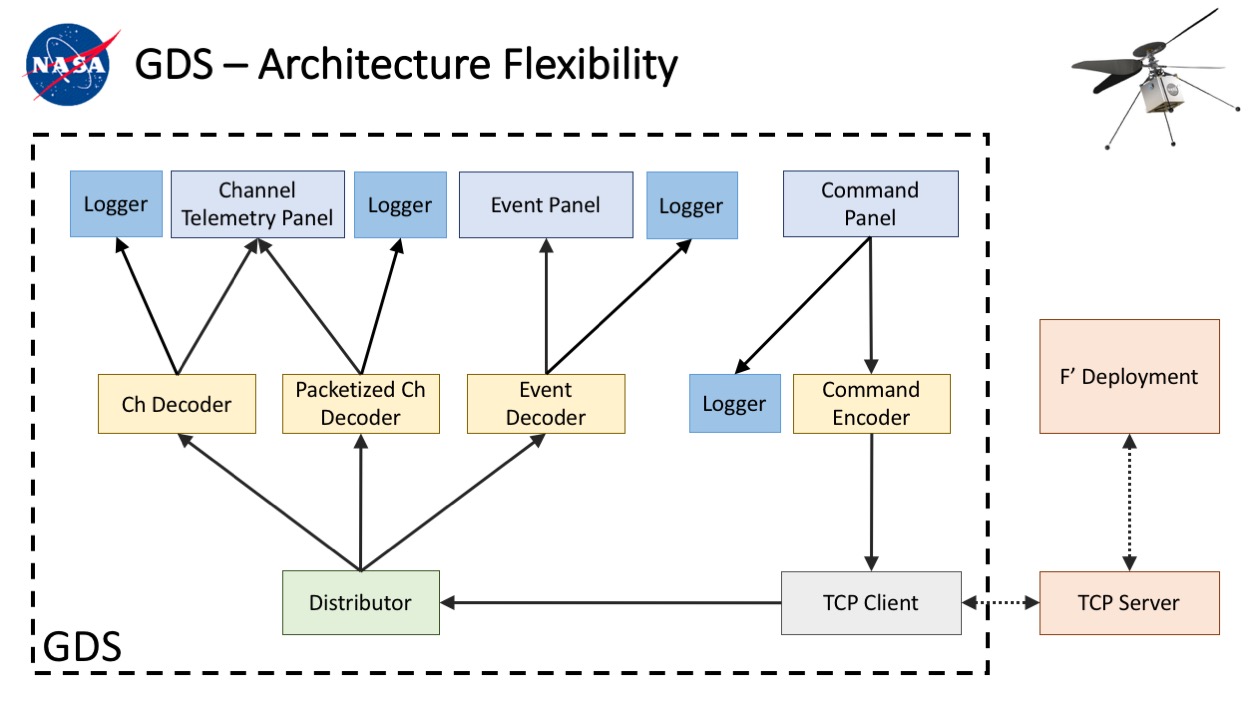 NASA
GDS – Architecture Flexibility
Logger
Channel
Telemetry Panel
Logger
Event Panel
Logger
Command
Panel
Ch Decoder
Packetized Ch
Decoder
Event
Decoder
Logger
Command
Encoder
F’ Deployment
Distributor
TCP Client
TCP Server
GDS